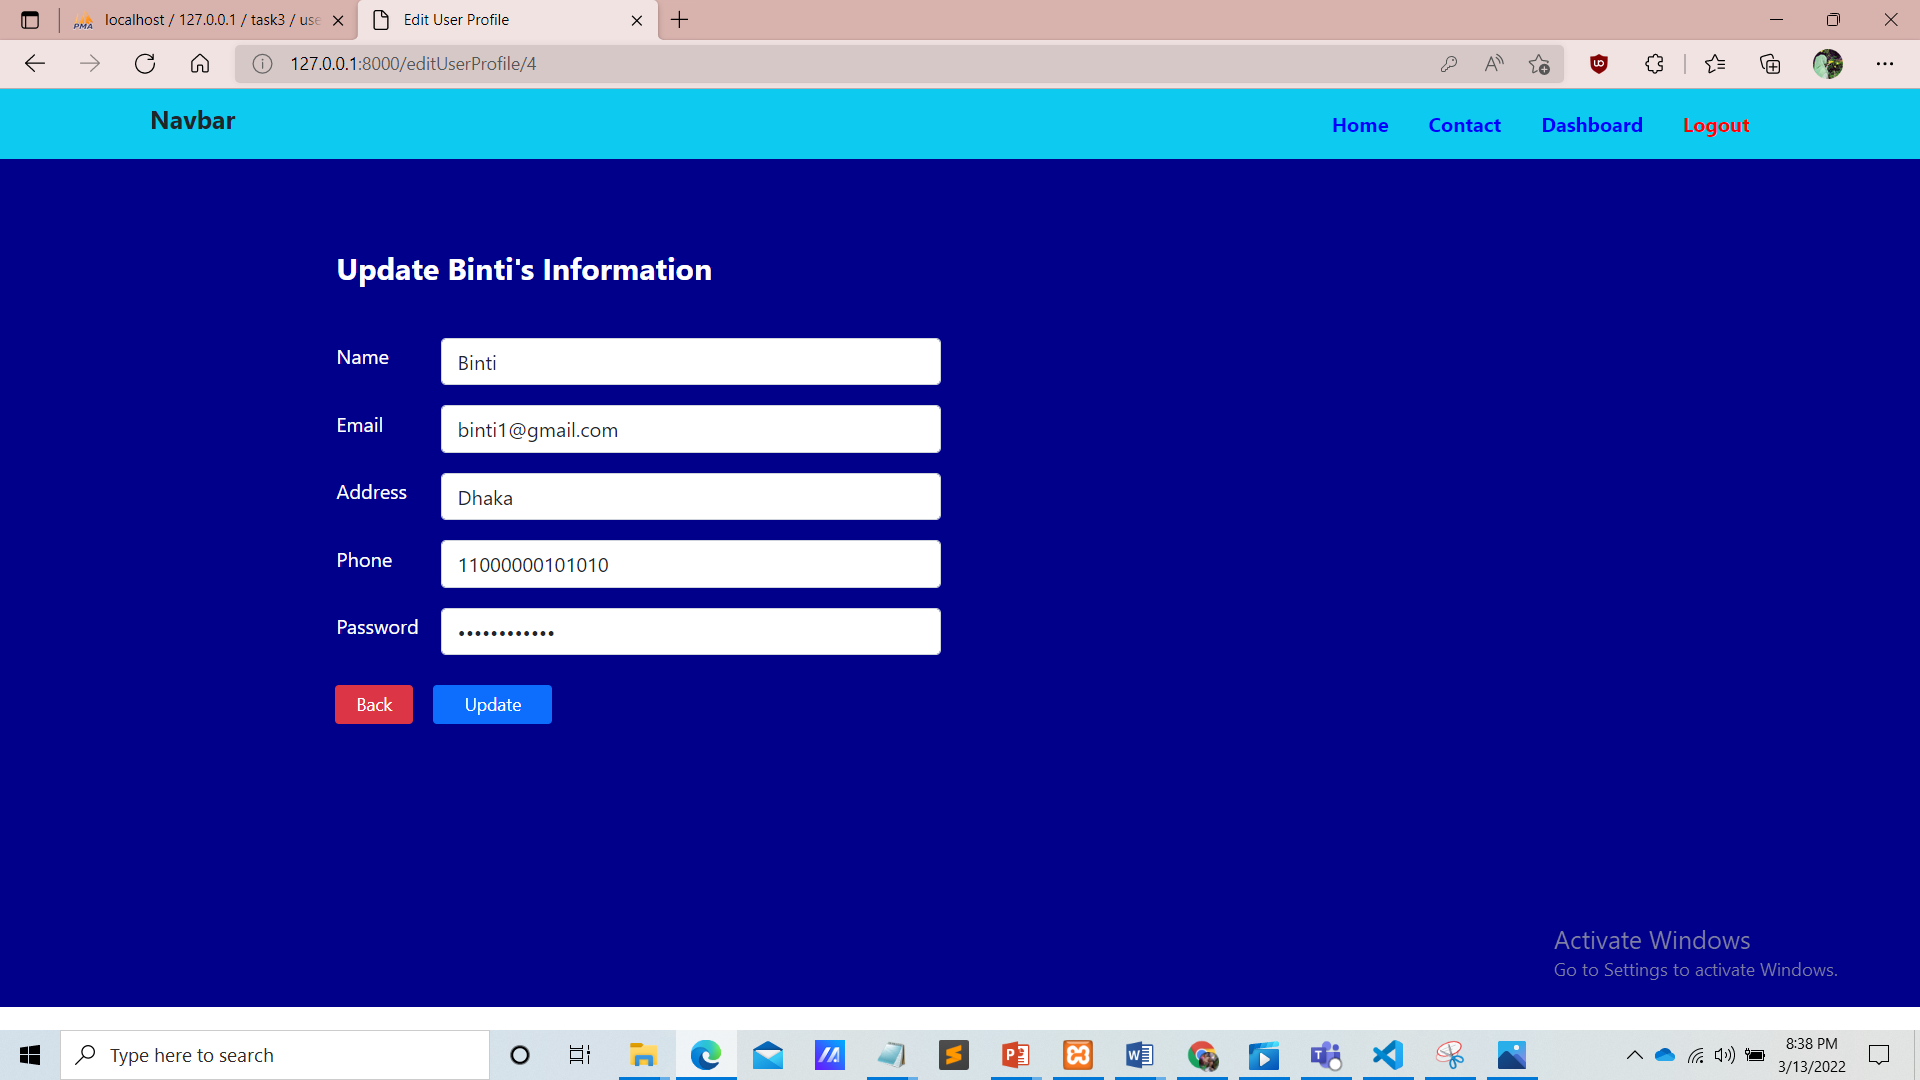 localhost / 127.0.0.1 / task3 / use
Edit User Profile
127.0.0.1:8000/editUserProfile/4
Navbar
Home Contact Dashboard Logout
Update Binti's Information
Name Binti
Email binti1@gmail.com
Address Dhaka
Phone 11000000101010
Password ••••••••••••
Back Update
Activate Windows
Go to Settings to activate Windows.
Type here to search
8:38 PM
3/13/2022